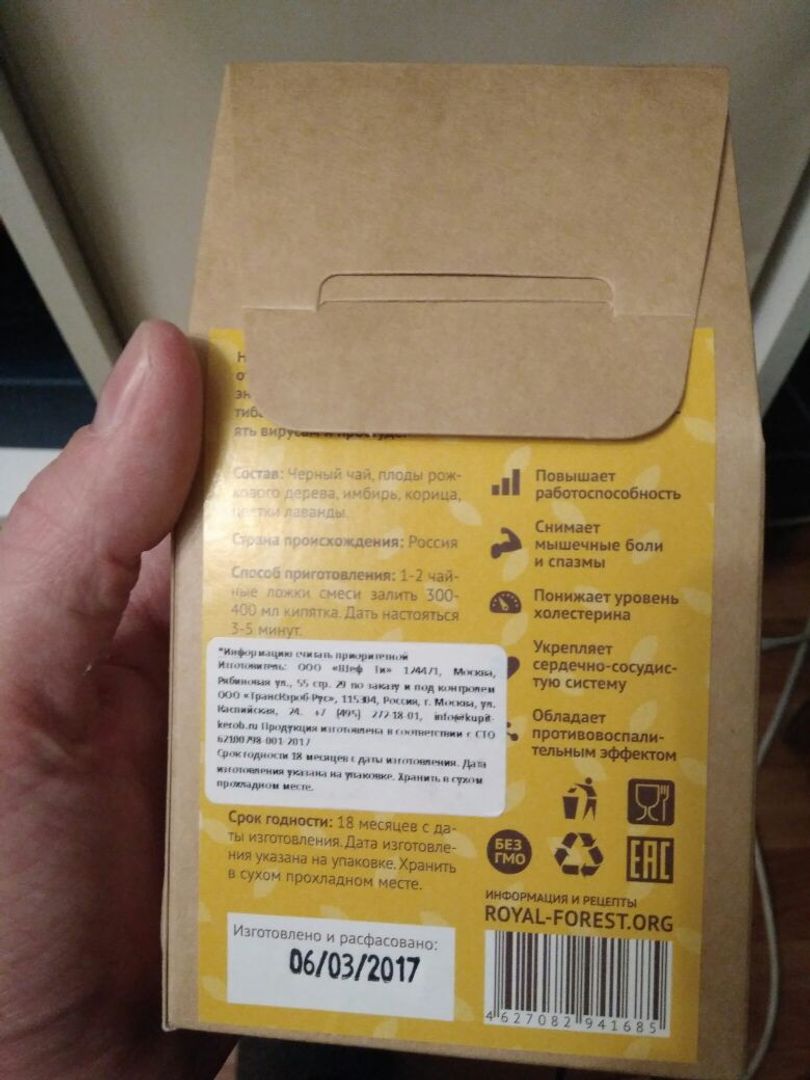 ять вирусам и простуде.
Состав: Черный чай, плоды рож-
кового дерева, имбирь, корица,
цветки лаванды.
Страна происхождения: Россия
Способ приготовления: 1-2 чай-
ные ложки смеси залить 300-
400 мл кипятка. Дать настояться
3-5 минут.
*Информацию считать приоритетной
Изготовитель: ООО «Шеф Ти» 124471, Москва,
Рябиновая ул., 55 стр. 29 по заказу и под контролем
ООО «ТрансКэроб-Рус», 115304, Россия, г. Москва, ул.
Каспийская, 24. +7 (495) 272-18-01, info@kupit-
kerob.ru Продукция изготовлена в соответствии с СТО
62100798-001-2017
Срок годности 18 месяцев с даты изготовления. Дата
изготовления указана на упаковке. Хранить в сухом
прохладном месте.
Срок годности: 18 месяцев с да-
ты изготовления. Дата изготовле-
ния указана на упаковке. Хранить
в сухом прохладном месте.
Изготовлено и расфасовано:
06/03/2017
Повышает
работоспособность
Снимает
мышечные боли
и спазмы
Понижает уровень
холестерина
Укрепляет
сердечно-сосудис-
тую систему
Обладает
противовоспали-
тельным эффектом
БЕЗ
ГМО
EAC
ИНФОРМАЦИЯ И РЕЦЕПТЫ
ROYAL-FOREST.ORG
4 627082 941685